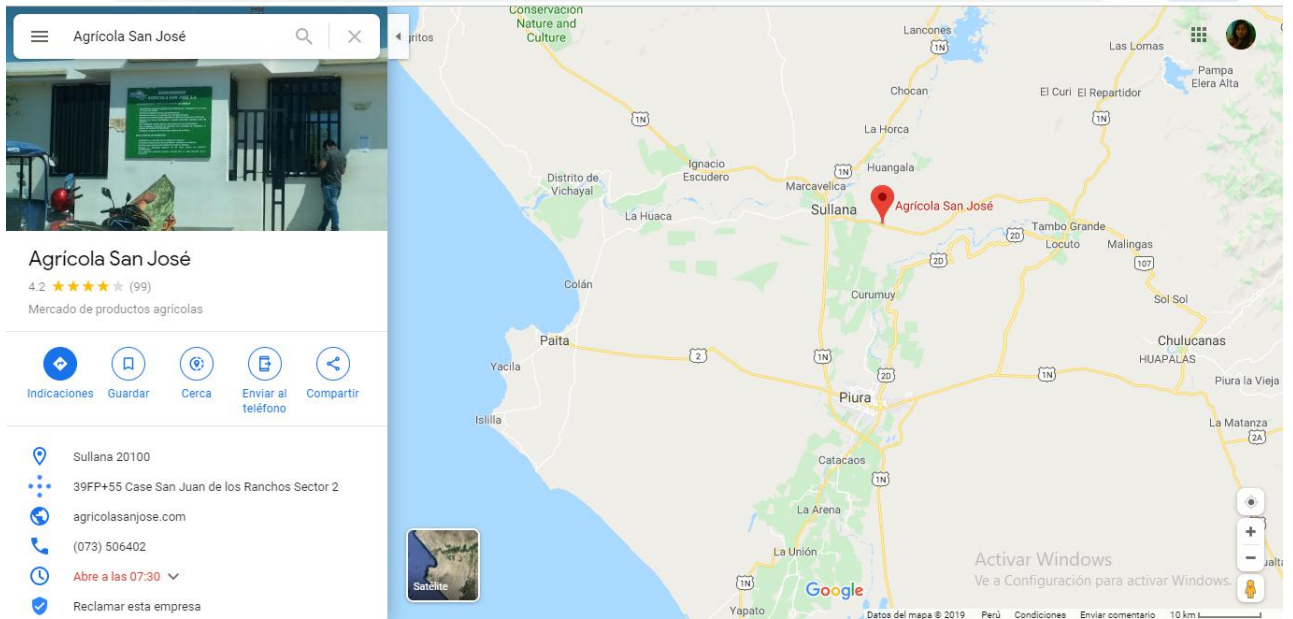 Agrícola San José
AGRICOLA SAN JOSE S.A.
Agrícola San José
4.2 ★★★★★ (99)
Mercado de productos agrícolas
Indicaciones
Guardar
Cerca
Enviar al
teléfono
Compartir
Sullana 20100
39FP+55 Case San Juan de los Ranchos Sector 2
agricolasanjose.com
(073) 506402
Abre a las 07:30
Reclamar esta empresa
Conservacion
Nature and
Culture
gritos
Lancones
1N
Las Lomas
Pampa
Elera Alta
Chocan
El Curi
El Repartidor
1N
1N
La Horca
Ignacio
Escudero
1N
Huangala
Distrito de
Vichayal
Marcavelica
Sullana
Agrícola San José
La Huaca
Tambo Grande
2D
Locuto
Malingas
2D
107
Colán
Curumuy
Sol Sol
Paita
2
1N
Chulucanas
HUAPALAS
Yacila
2D
1N
Piura la Vieja
Piura
Islilla
La Matanza
2A
Catacaos
1N
La Arena
La Unión
1N
Yapato
Satélite
Google
Activar Windows
Ve a Configuración para activar Windows.
Datos del mapa © 2019
Perú
Condiciones
Enviar comentario
10 km